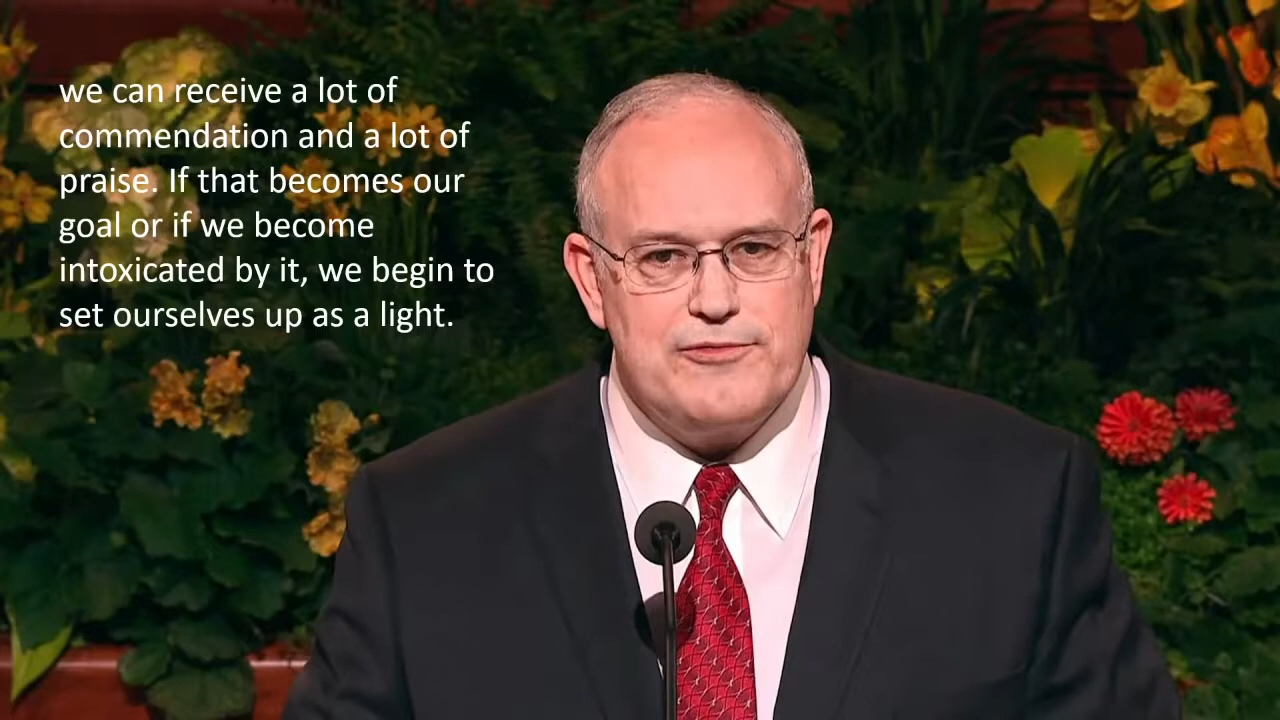 we can receive a lot of
commendation and a lot of
praise. If that becomes our
goal or if we become
intoxicated by it, we begin to
set ourselves up as a light.